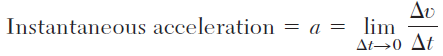 Instantaneous acceleration = a = lim Δt→0 Δv/Δt